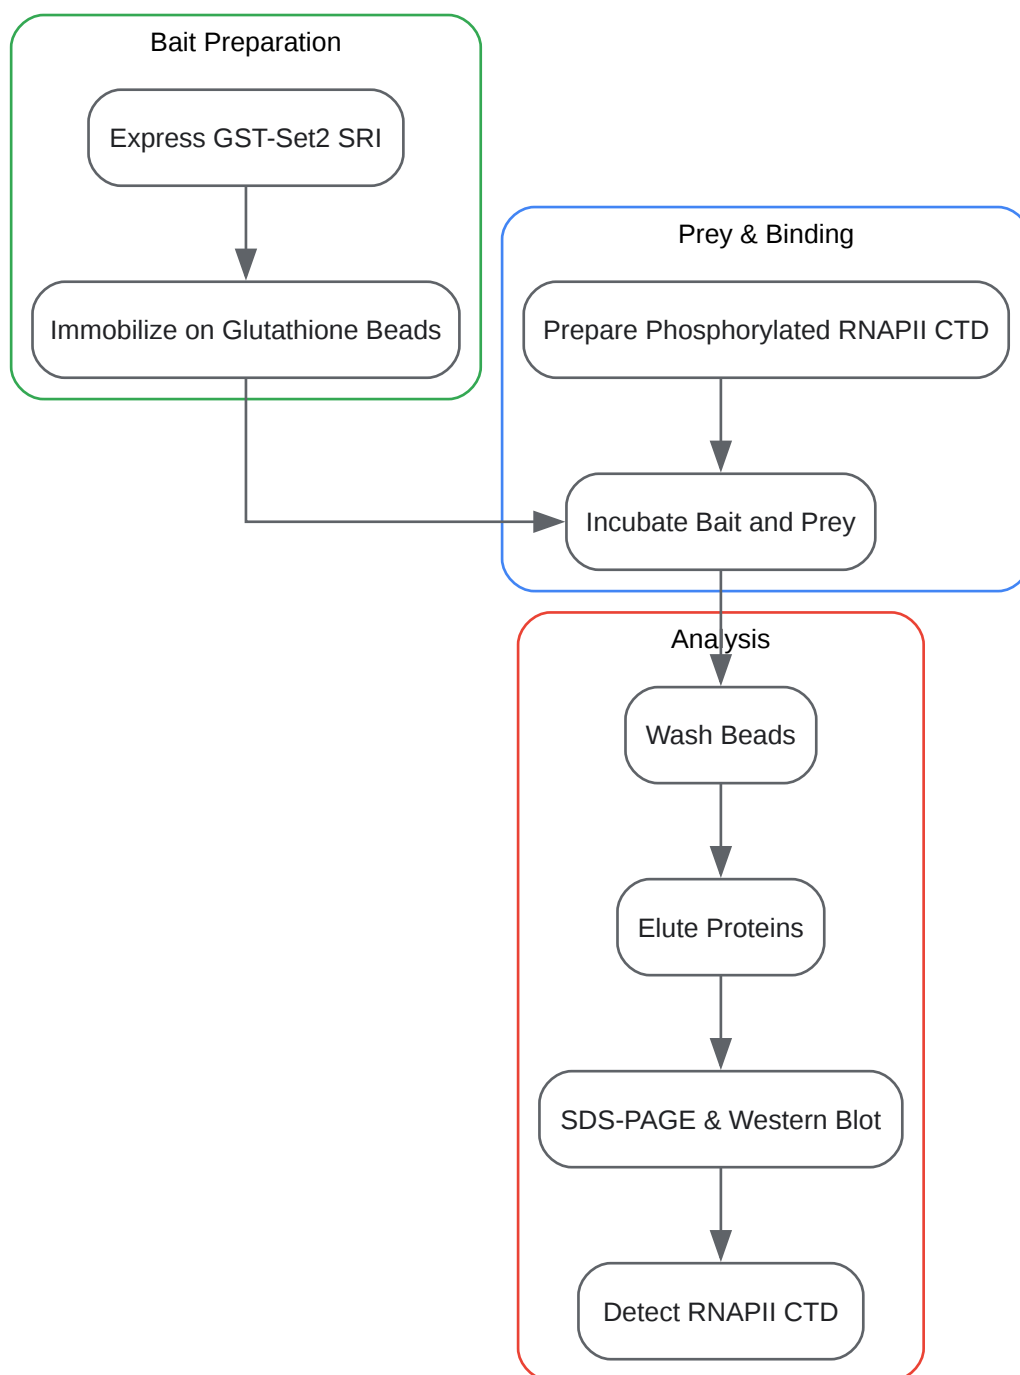 Bait Preparation
Express GST-Set2 SRI
Immobilize on Glutathione Beads
Prey & Binding
Prepare Phosphorylated RNAPII CTD
Incubate Bait and Prey
Analysis
Wash Beads
Elute Proteins
SDS-PAGE & Western Blot
Detect RNAPII CTD